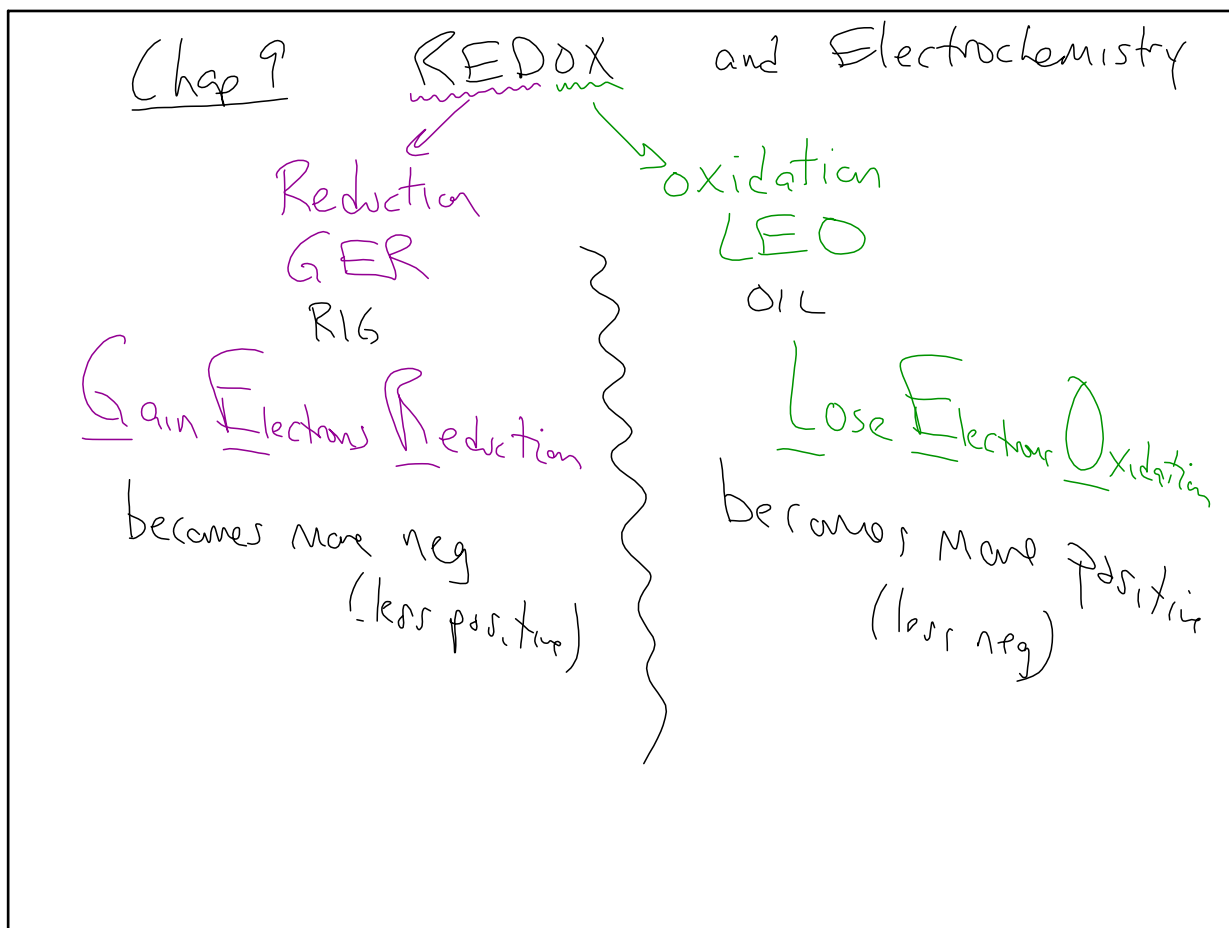 Chap 9 REDOX and Electrochemistry
Reduction
GER
RIG
Gain Electrons Reduction
becomes more neg
(less positive)
oxidation
LEO
OIL
Lose Electrons Oxidation
becomes more positive
(less neg)